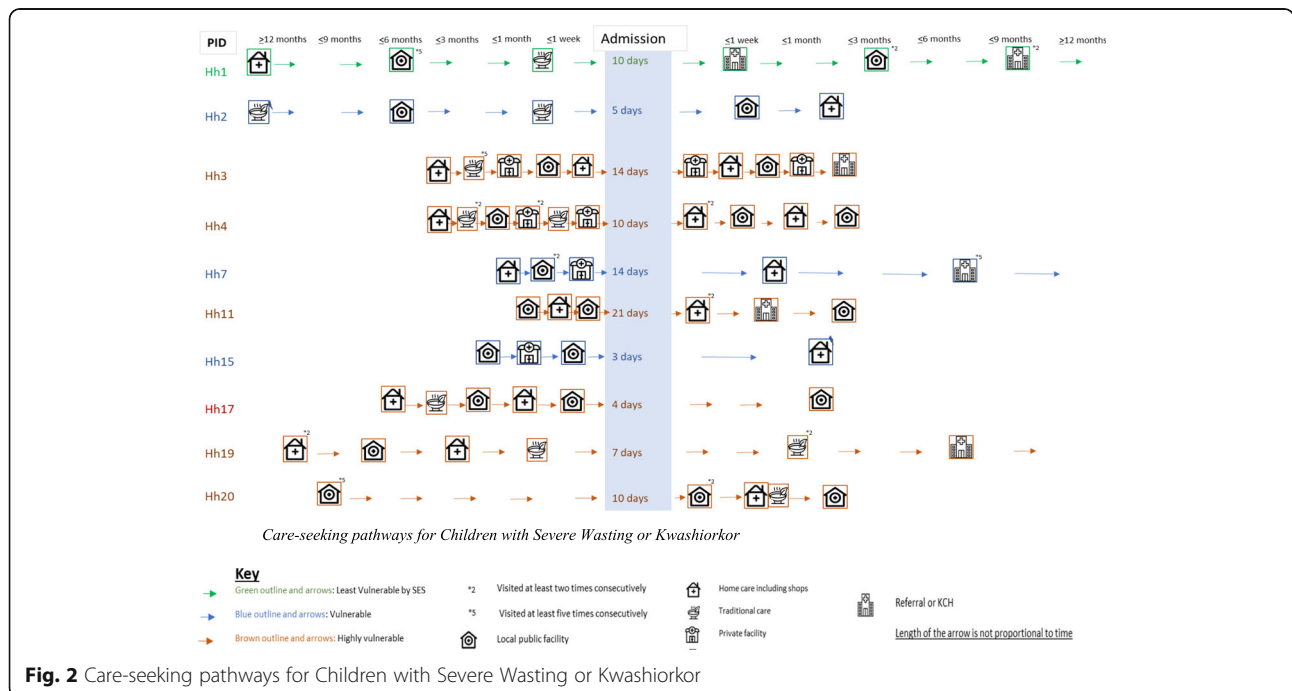 PID ≥12 months ≤9 months ≤6 months ≤3 months ≤1 month ≤1 week Admission ≤1 week ≤1 month ≤3 months ≤6 months ≤9 months ≥12 months
Hh1 *5 10 days *2 *2
Hh2 5 days
Hh3 *5 14 days
Hh4 *2 *2 10 days *2
Hh7 *2 14 days *5
Hh11 21 days *2
Hh15 3 days
Hh17 4 days
Hh19 *2 7 days *2
Hh20 *5 10 days *2
Care-seeking pathways for Children with Severe Wasting or Kwashiorkor
Key
Green outline and arrows: Least Vulnerable by SES *2 Visited at least two times consecutively Home care including shops Referral or KCH
Blue outline and arrows: Vulnerable *5 Visited at least five times consecutively Traditional care
Brown outline and arrows: Highly vulnerable Local public facility Private facility Length of the arrow is not proportional to time
Fig. 2 Care-seeking pathways for Children with Severe Wasting or Kwashiorkor